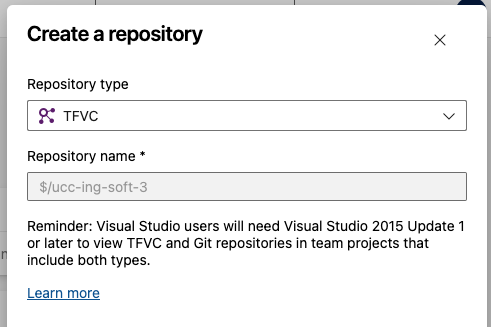 Create a repository
Repository type
TFVC
Repository name *
$/ucc-ing-soft-3
Reminder: Visual Studio users will need Visual Studio 2015 Update 1
or later to view TFVC and Git repositories in team projects that
include both types.
Learn more